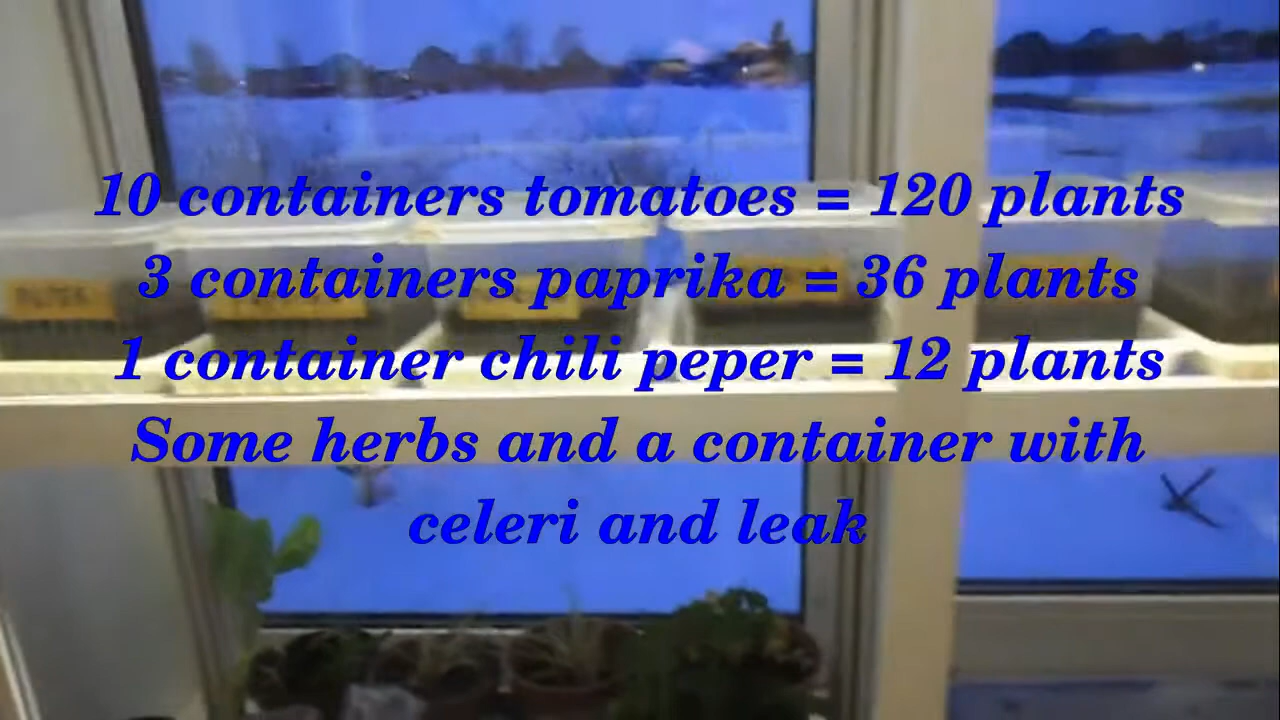 10 containers tomatoes = 120 plants
3 containers paprika = 36 plants
1 container chili peper = 12 plants
Some herbs and a container with
celeri and leak